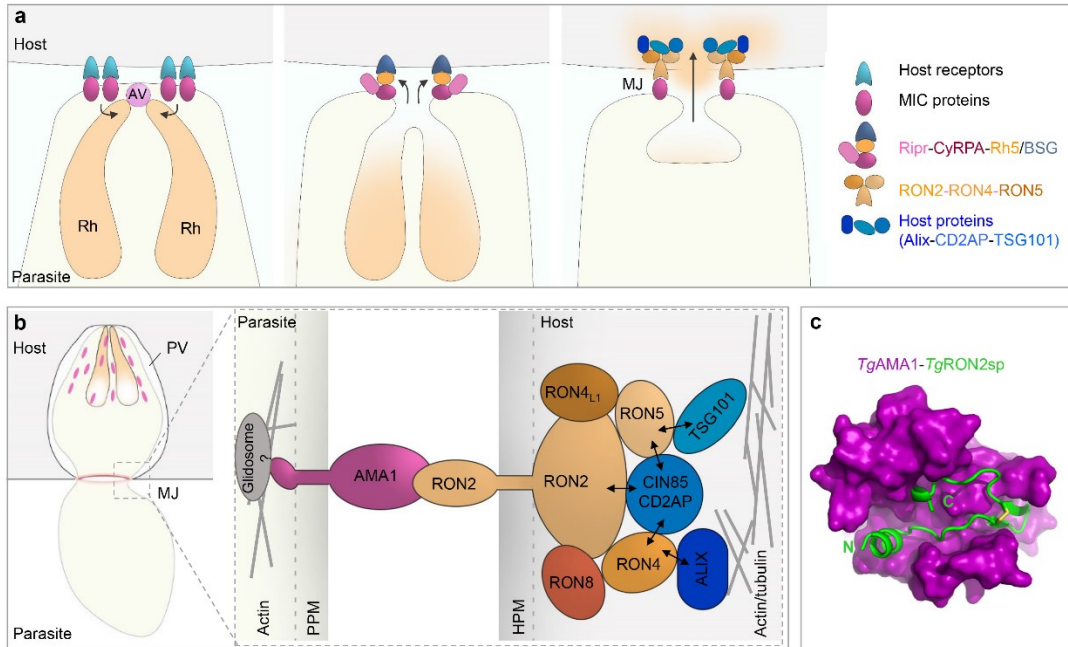 a
Host
AV
Rh
Rh
Parasite
MJ
Host receptors
MIC proteins
Ripr-CyRPA-Rh5/BSG
RON2-RON4-RON5
Host proteins
(Alix-CD2AP-TSG101)
b
Host
PV
MJ
Parasite
Parasite
Host
Glidosome
?
AMA1
RON2
RON2
RON4L1
RON5
TSG101
CIN85
CD2AP
RON4
RON8
ALIX
Actin
PPM
HPM
Actin/tubulin
c
TgAMA1-TgRON2sp
C
N